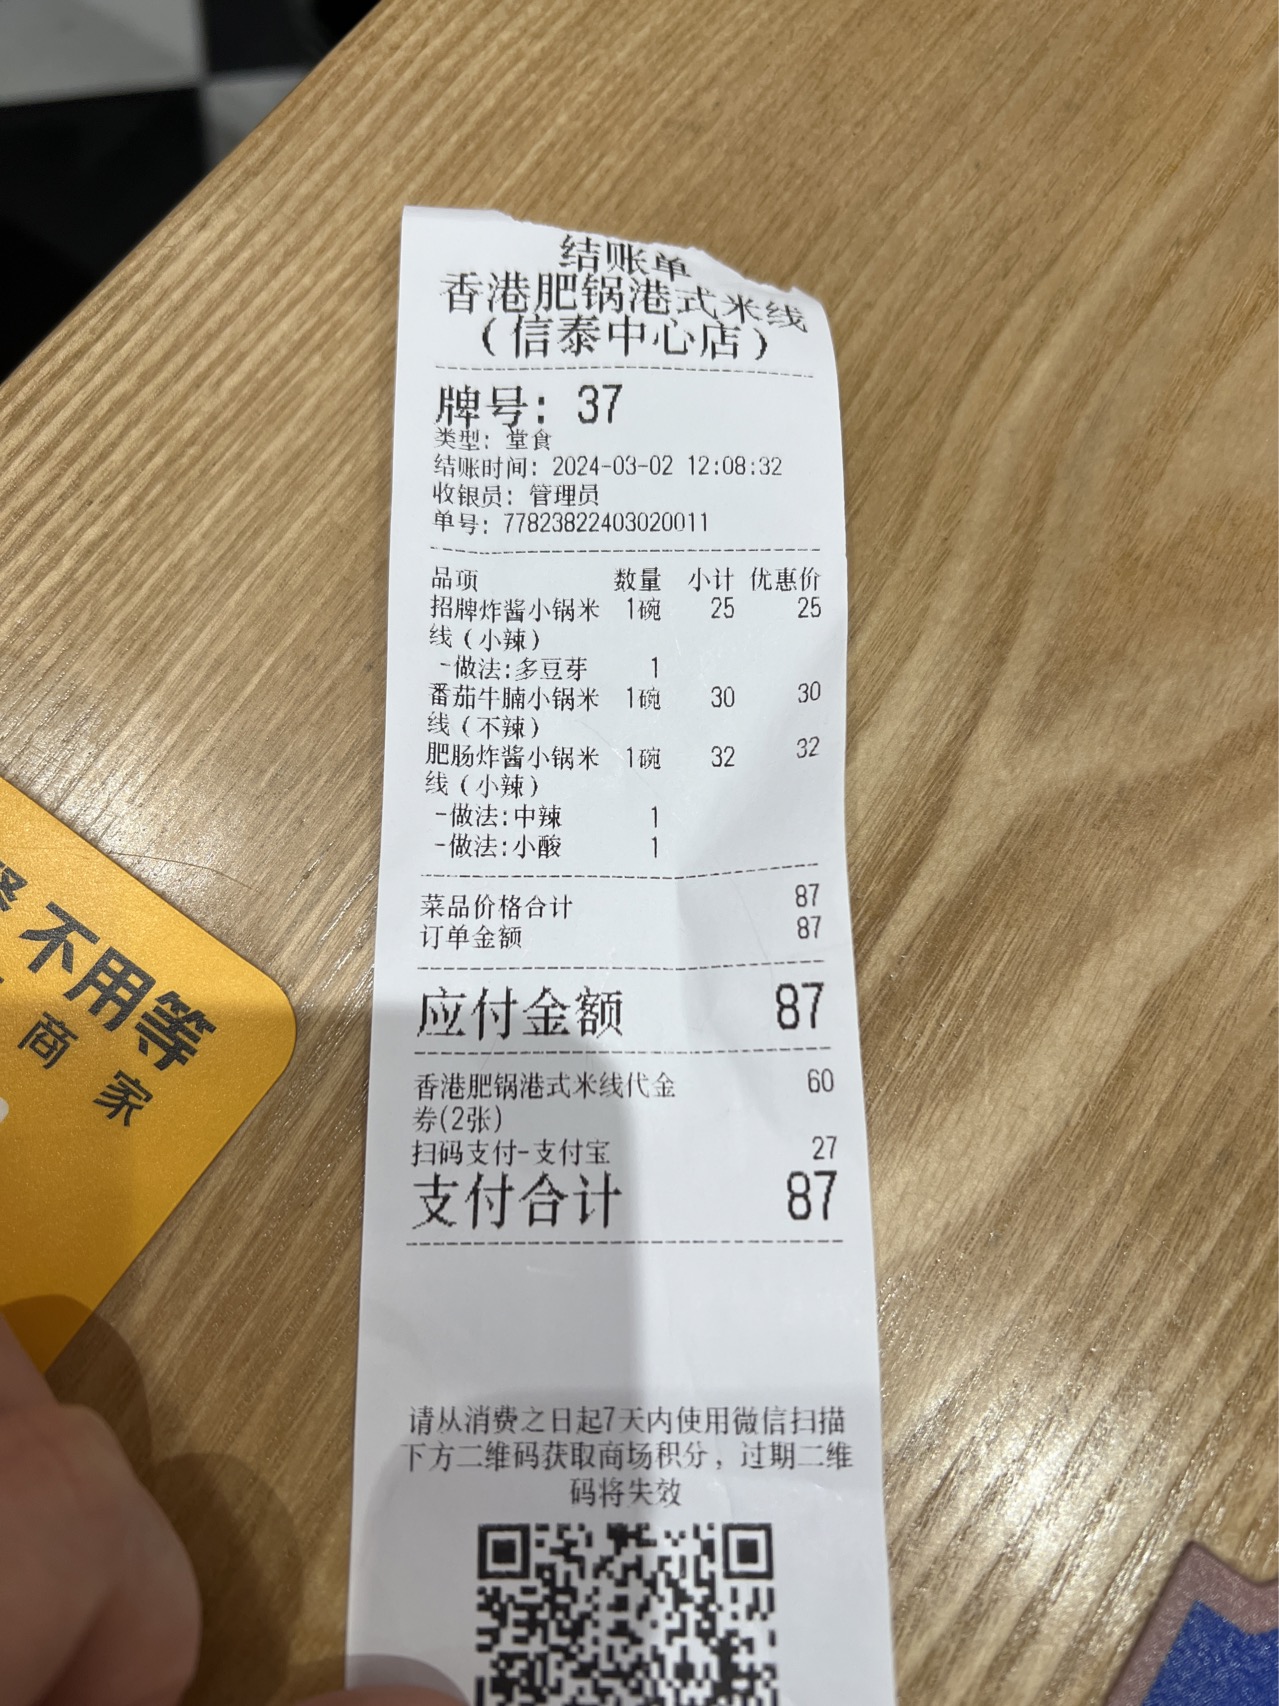 结账单
香港肥锅港式米线
（信泰中心店）
牌号: 37
类型: 堂食
结账时间: 2024-03-02 12:08:32
收银员: 管理员
单号: 77823822403020011
品项 数量 小计 优惠价
招牌炸酱小锅米 1碗 25 25
线（小辣）
-做法:多豆芽 1
番茄牛腩小锅米 1碗 30 30
线（不辣）
肥肠炸酱小锅米 1碗 32 32
线（小辣）
-做法:中辣 1
-做法:小酸 1
菜品价格合计 87
订单金额 87
应付金额 87
香港肥锅港式米线代金 60
券(2张)
扫码支付-支付宝 27
支付合计 87
请从消费之日起7天内使用微信扫描
下方二维码获取商场积分，过期二维
码将失效
不用等
商家